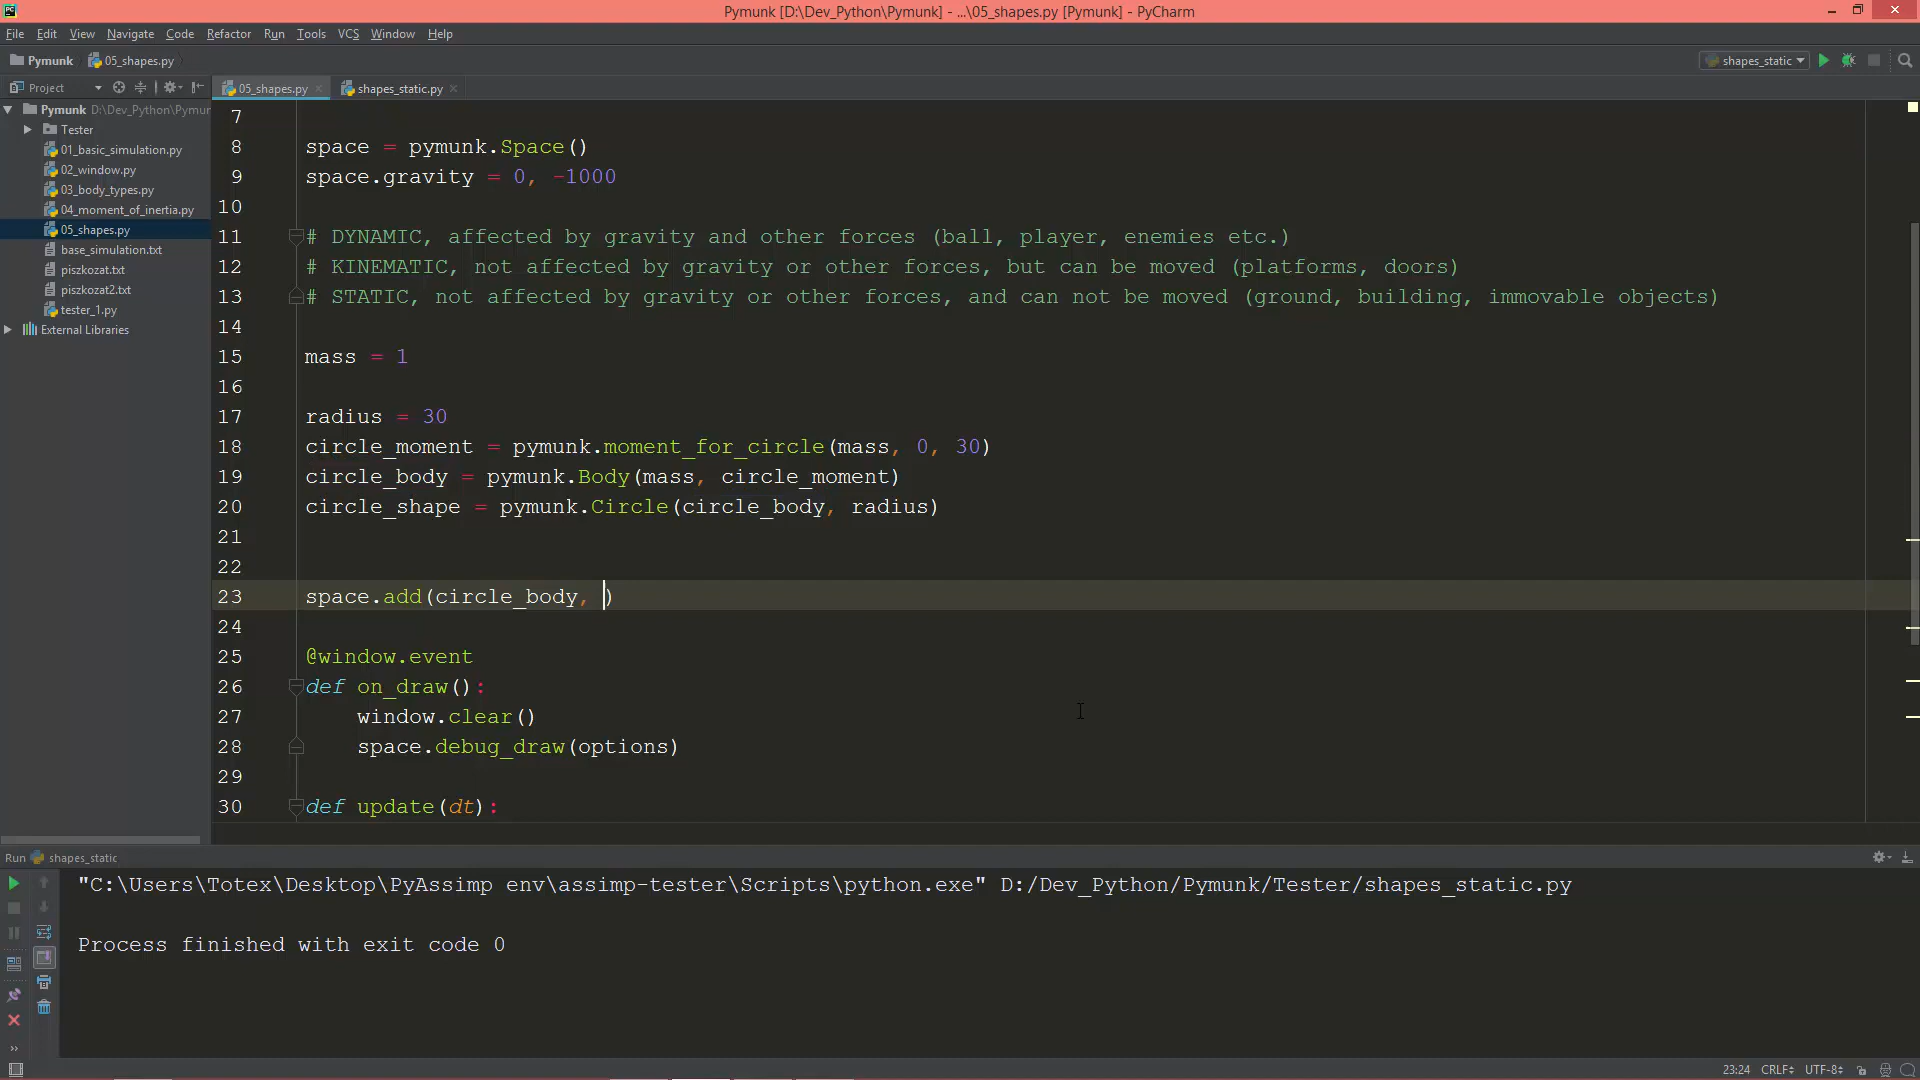 Pymunk [D:\Dev_Python\Pymunk] - ...\05_shapes.py [Pymunk] - PyCharm
File Edit View Navigate Code Refactor Run Tools VCS Window Help
Pymunk 05_shapes.py shapes_static
Project 05_shapes.py shapes_static.py
Pymunk D:\Dev_Python\Pymun
Tester
01_basic_simulation.py
02_window.py
03_body_types.py
04_moment_of_inertia.py
05_shapes.py
base_simulation.txt
piszkozat.txt
piszkozat2.txt
tester_1.py
External Libraries
7
8 space = pymunk.Space()
9 space.gravity = 0, -1000
10
11 # DYNAMIC, affected by gravity and other forces (ball, player, enemies etc.)
12 # KINEMATIC, not affected by gravity or other forces, but can be moved (platforms, doors)
13 # STATIC, not affected by gravity or other forces, and can not be moved (ground, building, immovable objects)
14
15 mass = 1
16
17 radius = 30
18 circle_moment = pymunk.moment_for_circle(mass, 0, 30)
19 circle_body = pymunk.Body(mass, circle_moment)
20 circle_shape = pymunk.Circle(circle_body, radius)
21
22
23 space.add(circle_body, )
24
25 @window.event
26 def on_draw():
27 window.clear()
28 space.debug_draw(options)
29
30 def update(dt):
Run shapes_static
"C:\Users\Totex\Desktop\PyAssimp env\assimp-tester\Scripts\python.exe" D:/Dev_Python/Pymunk/Tester/shapes_static.py
Process finished with exit code 0
23:24 CRLF UTF-8